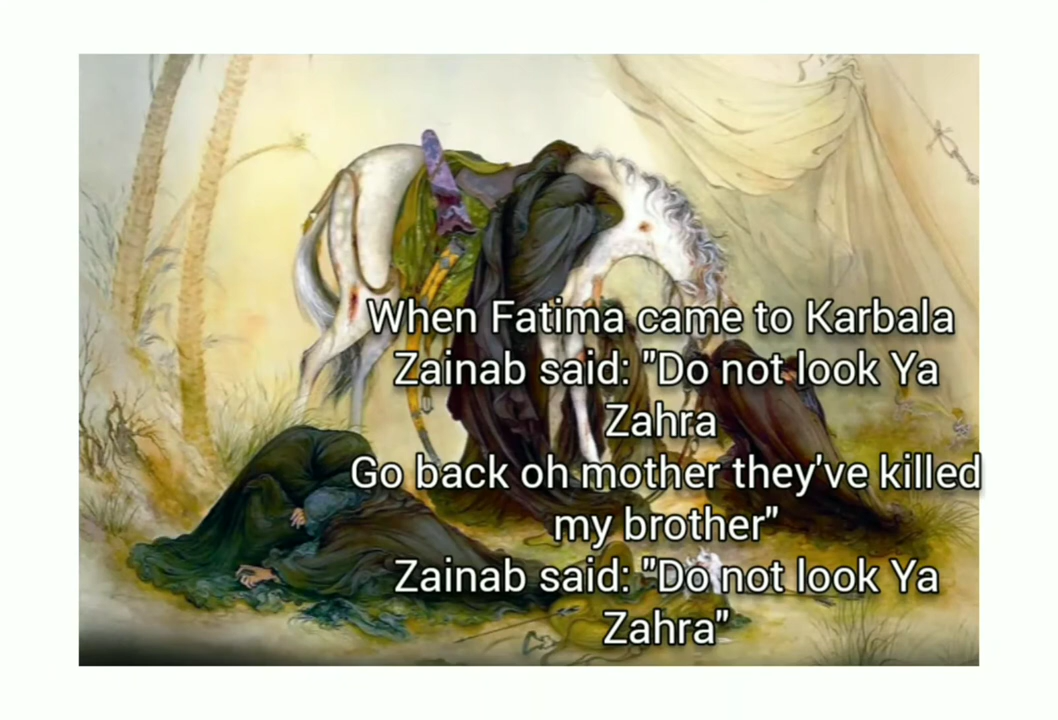 When Fatima came to Karbala
Zainab said: "Do not look Ya
Zahra
Go back oh mother they've killed
my brother"
Zainab said: "Do not look Ya
Zahra"